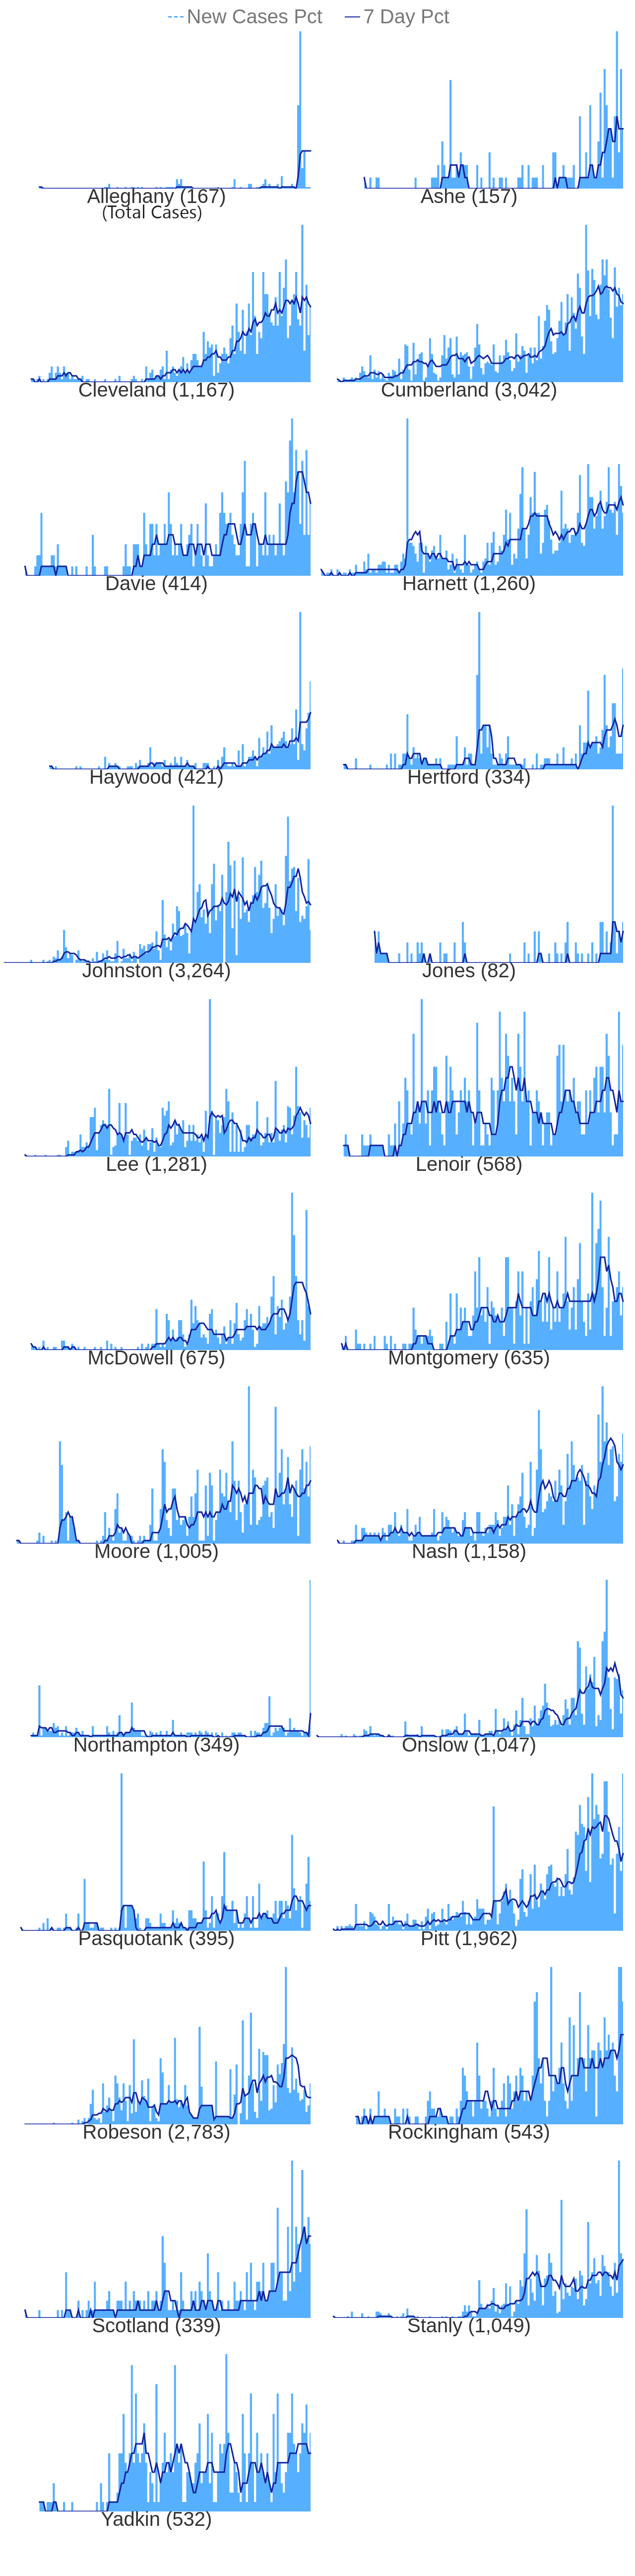 New Cases Pct 7 Day Pct
Alleghany (167) Ashe (157)
(Total Cases)
Cleveland (1,167) Cumberland (3,042)
Davie (414) Harnett (1,260)
Haywood (421) Hertford (334)
Johnston (3,264) Jones (82)
Lee (1,281) Lenoir (568)
McDowell (675) Montgomery (635)
Moore (1,005) Nash (1,158)
Northampton (349) Onslow (1,047)
Pasquotank (395) Pitt (1,962)
Robeson (2,783) Rockingham (543)
Scotland (339) Stanly (1,049)
Yadkin (532)